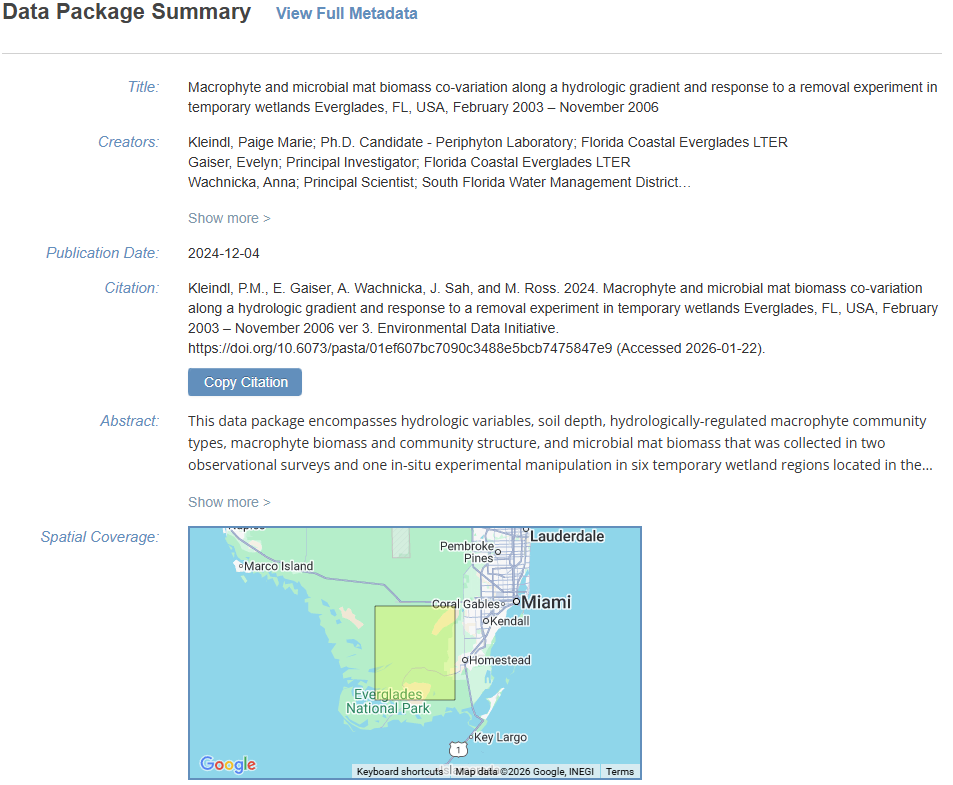 Data Package Summary View Full Metadata
Title: Macrophyte and microbial mat biomass co-variation along a hydrologic gradient and response to a removal experiment in
temporary wetlands Everglades, FL, USA, February 2003 – November 2006
Creators: Kleindl, Paige Marie; Ph.D. Candidate - Periphyton Laboratory; Florida Coastal Everglades LTER
Gaiser, Evelyn; Principal Investigator; Florida Coastal Everglades LTER
Wachnicka, Anna; Principal Scientist; South Florida Water Management District…
Show more >
Publication Date: 2024-12-04
Citation: Kleindl, P.M., E. Gaiser, A. Wachnicka, J. Sah, and M. Ross. 2024. Macrophyte and microbial mat biomass co-variation
along a hydrologic gradient and response to a removal experiment in temporary wetlands Everglades, FL, USA, February
2003 – November 2006 ver 3. Environmental Data Initiative.
https://doi.org/10.6073/pasta/01ef607bc7090c3488e5bcb7475847e9 (Accessed 2026-01-22).
Copy Citation
Abstract: This data package encompasses hydrologic variables, soil depth, hydrologically-regulated macrophyte community
types, macrophyte biomass and community structure, and microbial mat biomass that was collected in two
observational surveys and one in-situ experimental manipulation in six temporary wetland regions located in the…
Show more >
Spatial Coverage:
Lauderdale
Pembroke
Pines
Marco Island
Coral Gables
Miami
Kendall
Homestead
Everglades
National Park
Key Largo
1
Google
Keyboard shortcuts Map data ©2026 Google, INEGI Terms